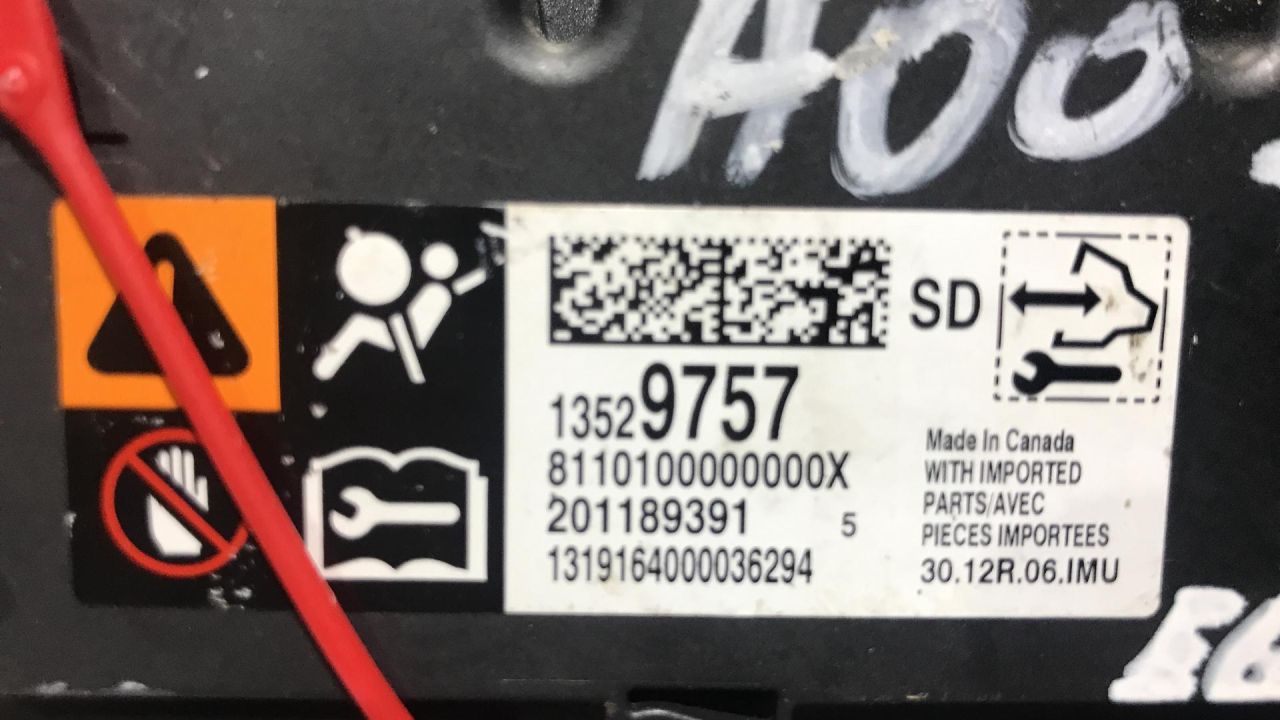 A00
SD
13529757
8110100000000X
201189391 5
1319164000036294
Made In Canada
WITH IMPORTED
PARTS/AVEC
PIECES IMPORTEES
30.12R.06.IMU